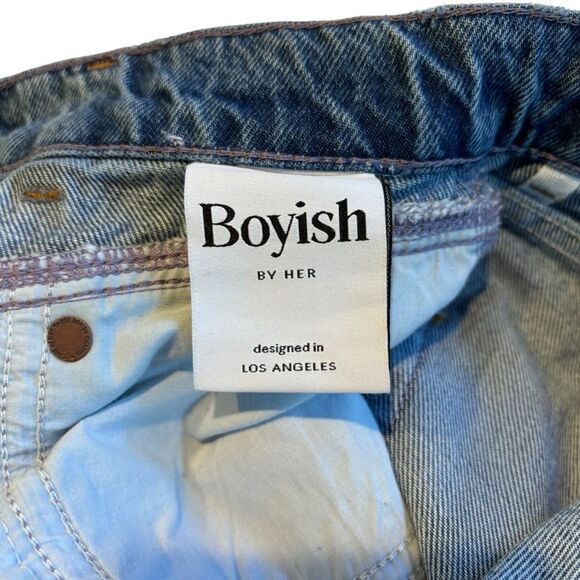 Boyish
BY HER
designed in
LOS ANGELES